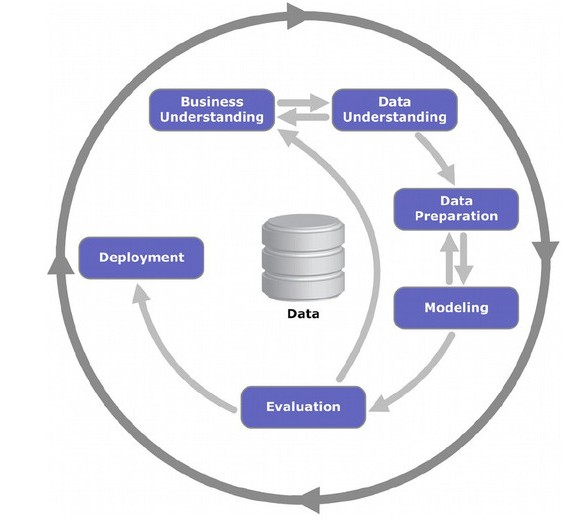 Business
Understanding
Data
Understanding
Data
Preparation
Deployment
Data
Modeling
Evaluation